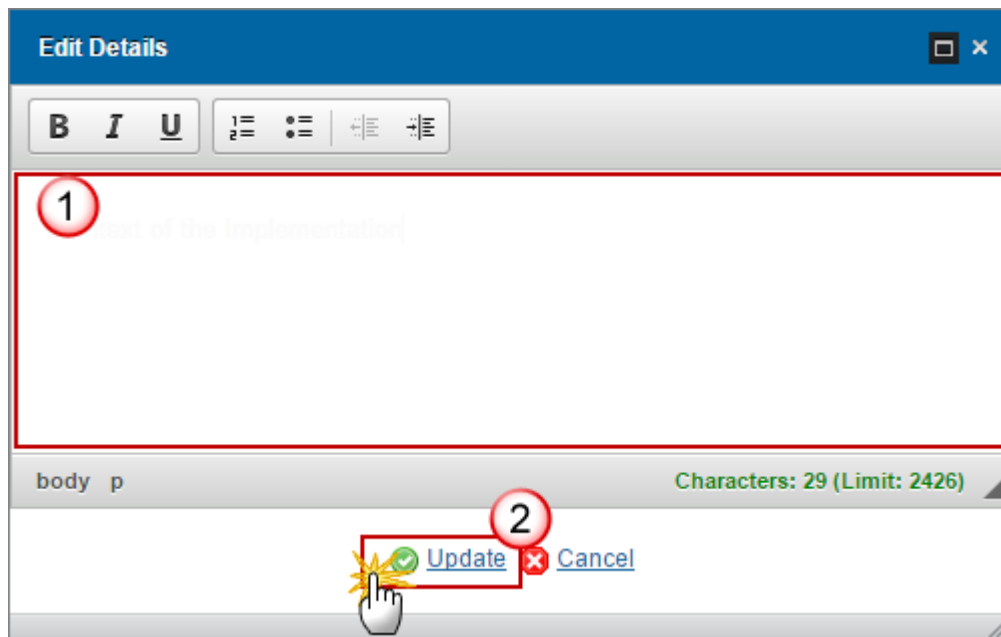 Edit Details
B I U
1
text of the Implementation
body p
Characters: 29 (Limit: 2426)
2
Update Cancel